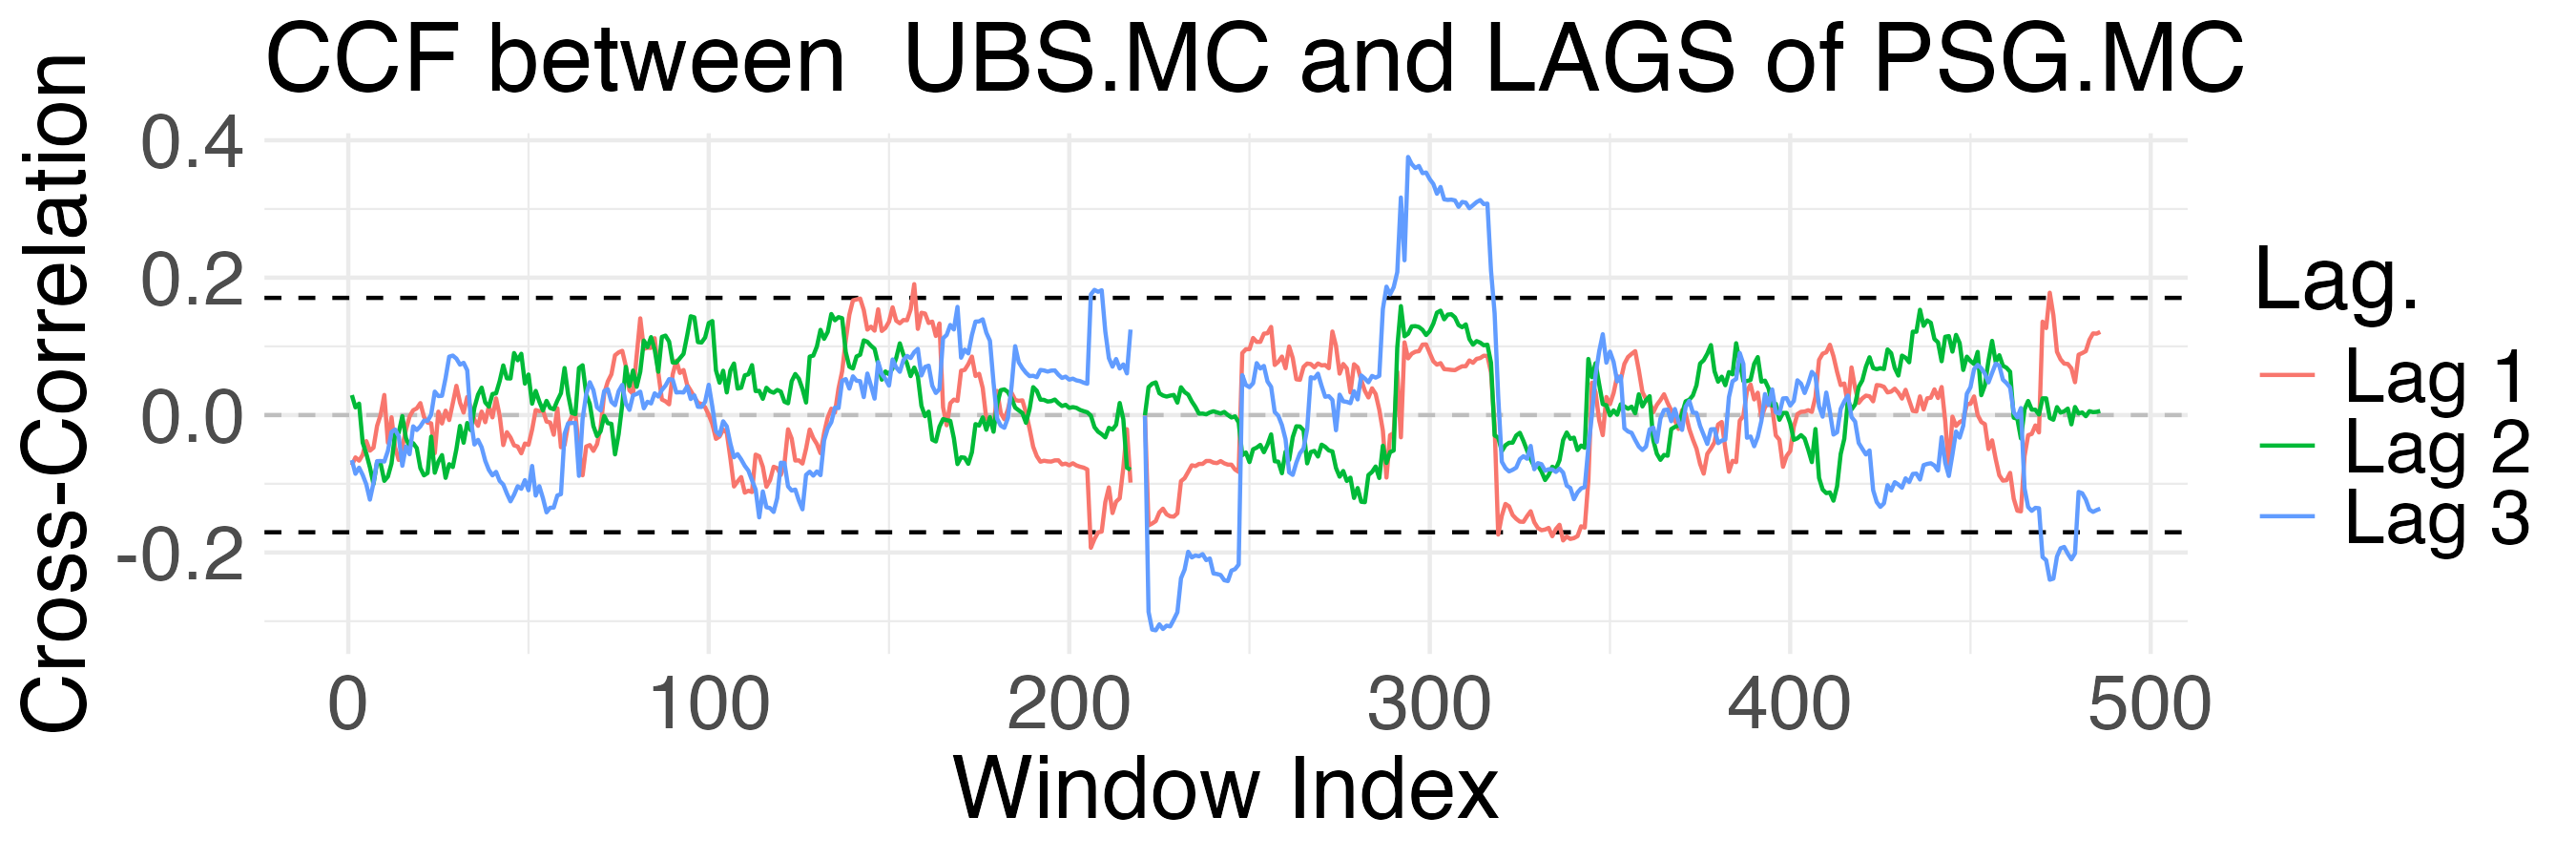 CCF between  UBS.MC and LAGS of PSG.MC
Cross-Correlation
0.4
0.2
0.0
-0.2
0 100 200 300 400 500
Window Index
Lag.
Lag 1
Lag 2
Lag 3